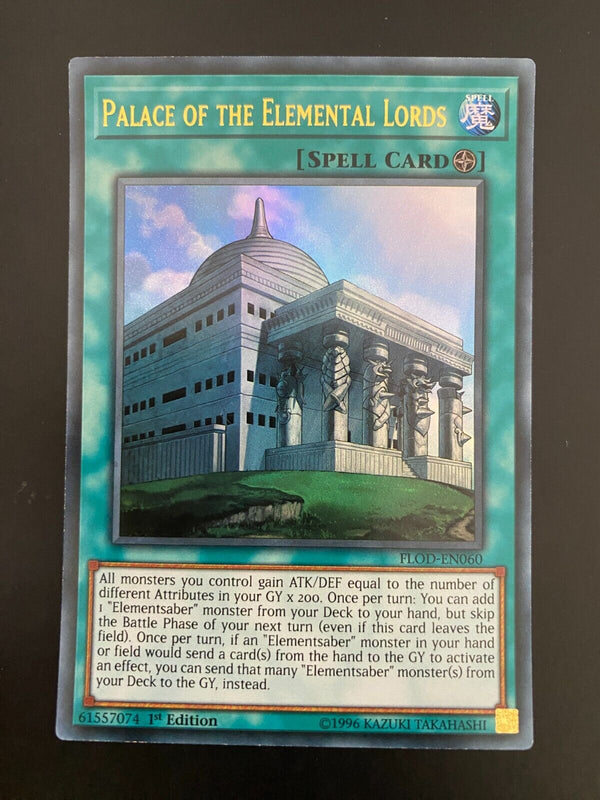 PALACE OF THE ELEMENTAL LORDS
SPELL
魔
[SPELL CARD]
FLOD-EN060
All monsters you control gain ATK/DEF equal to the number of
different Attributes in your GY x 200. Once per turn: You can add
1 "Elementsaber" monster from your Deck to your hand, but skip
the Battle Phase of your next turn (even if this card leaves the
field). Once per turn, if an "Elementsaber" monster in your hand
or field would send a card(s) from the hand to the GY to activate
an effect, you can send that many "Elementsaber" monster(s) from
your Deck to the GY, instead.
61557074 1st Edition
©1996 KAZUKI TAKAHASHI